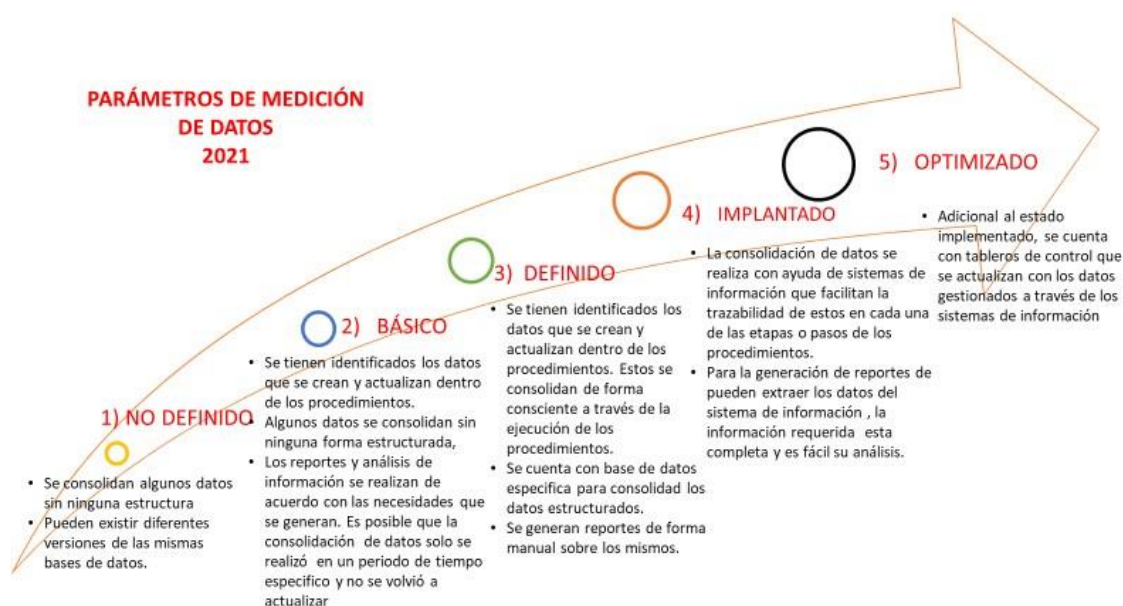 PARÁMETROS DE MEDICIÓN
DE DATOS
2021
1) NO DEFINIDO
• Se consolidan algunos datos
sin ninguna estructura
• Pueden existir diferentes
versiones de las mismas
bases de datos.
2) BÁSICO
• Se tienen identificados los datos
que se crean y actualizan dentro
de los procedimientos.
• Algunos datos se consolidan sin
ninguna forma estructurada,
• Los reportes y análisis de
información se realizan de
acuerdo con las necesidades que
se generan. Es posible que la
consolidación de datos solo se
realizó en un periodo de tiempo
especifico y no se volvió a
actualizar
3) DEFINIDO
• Se tienen identificados los
datos que se crean y
actualizan dentro de los
procedimientos. Estos se
consolidan de forma
consciente a través de la
ejecución de los
procedimientos.
• Se cuenta con base de datos
especifica para consolidad los
datos estructurados.
• Se generan reportes de forma
manual sobre los mismos.
4) IMPLANTADO
• La consolidación de datos se
realiza con ayuda de sistemas de
información que facilitan la
trazabilidad de estos en cada una
de las etapas o pasos de los
procedimientos.
• Para la generación de reportes de
pueden extraer los datos del
sistema de información , la
información requerida esta
completa y es fácil su análisis.
5) OPTIMIZADO
• Adicional al estado
implementado, se cuenta
con tableros de control que
se actualizan con los datos
gestionados a través de los
sistemas de información